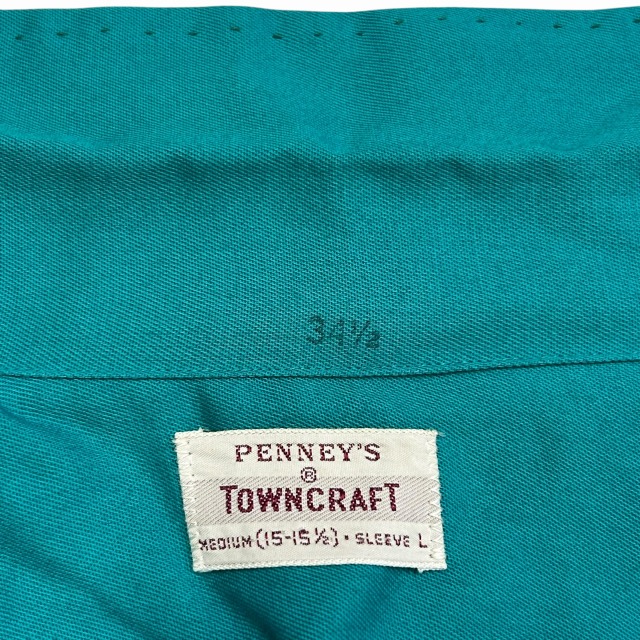 34½
PENNEY'S
®
TOWNCRAFT
MEDIUM (15-15½) • SLEEVE L